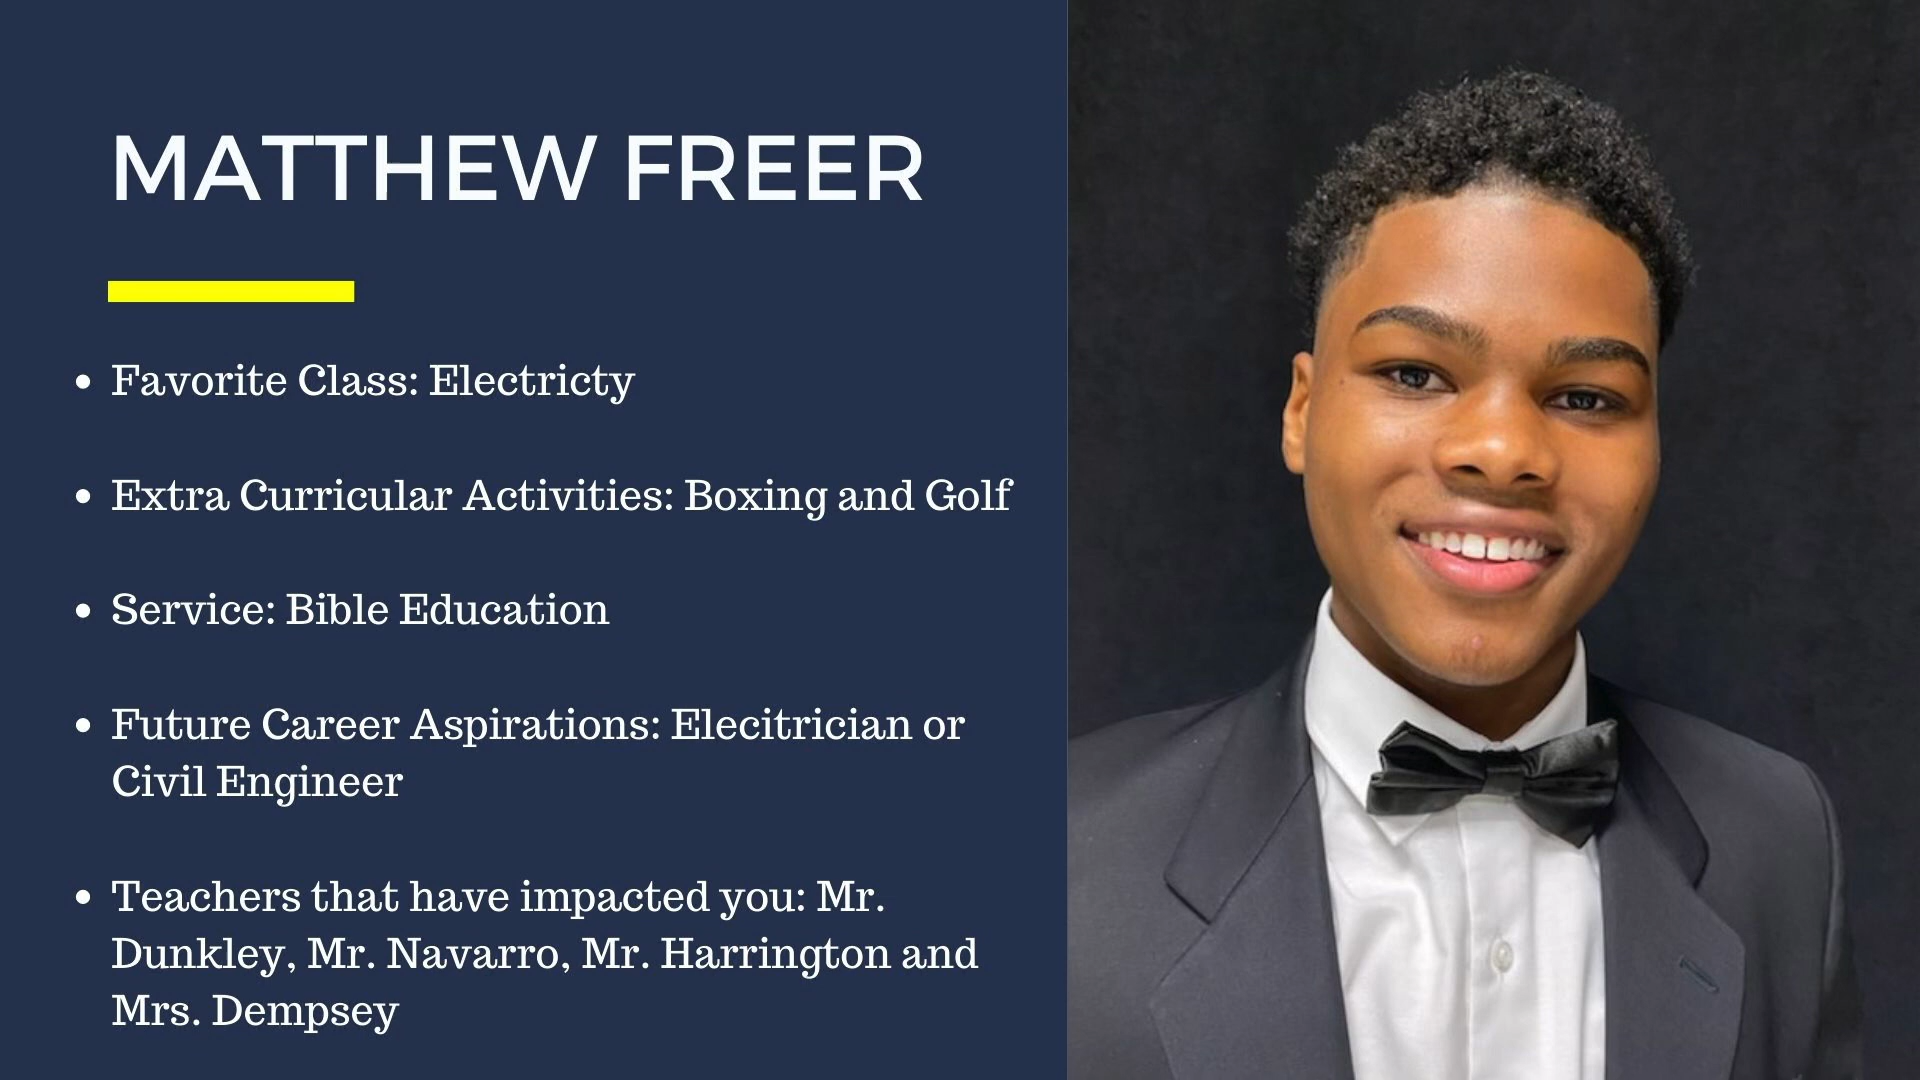 MATTHEW FREER
• Favorite Class: Electricty
• Extra Curricular Activities: Boxing and Golf
• Service: Bible Education
• Future Career Aspirations: Elecitrician or
Civil Engineer
• Teachers that have impacted you: Mr.
Dunkley, Mr. Navarro, Mr. Harrington and
Mrs. Dempsey